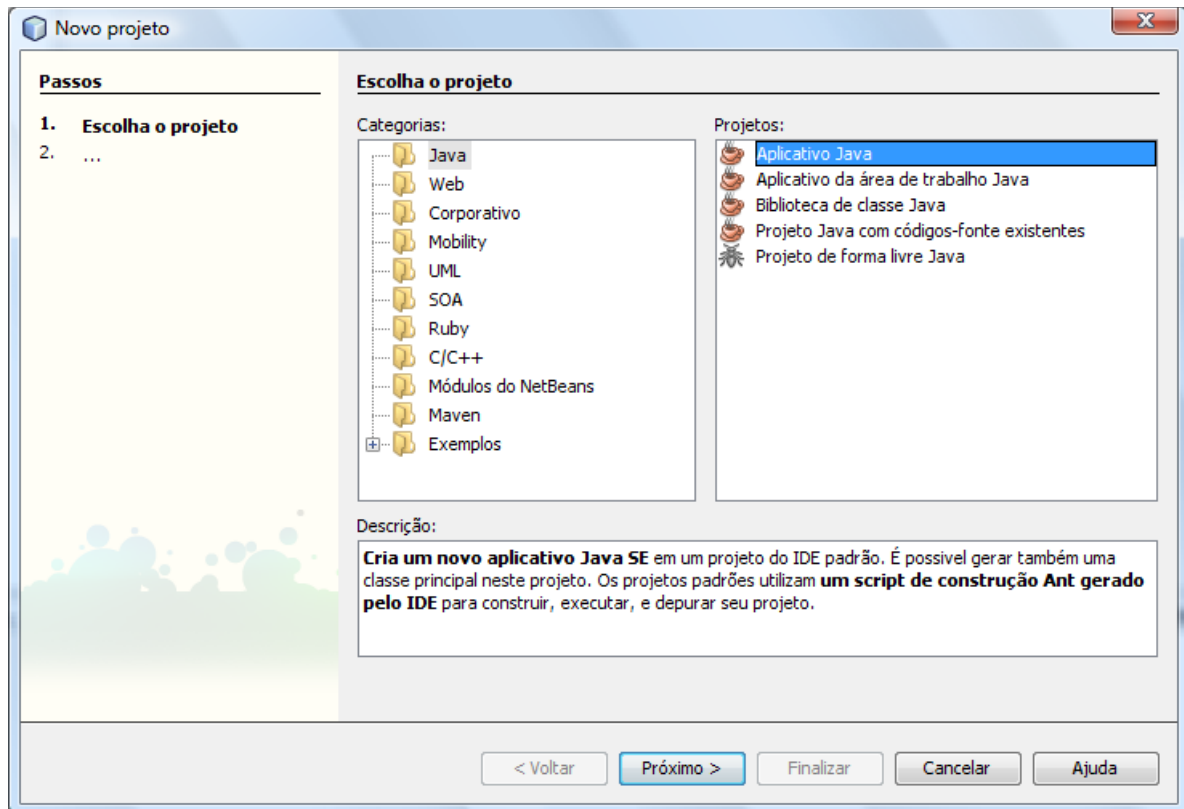 Novo projeto
Passos
1. Escolha o projeto
2. ...
Escolha o projeto
Categorias:
Java
Web
Corporativo
Mobility
UML
SOA
Ruby
C/C++
Módulos do NetBeans
Maven
Exemplos
Projetos:
Aplicativo Java
Aplicativo da área de trabalho Java
Biblioteca de classe Java
Projeto Java com códigos-fonte existentes
Projeto de forma livre Java
Descrição:
Cria um novo aplicativo Java SE em um projeto do IDE padrão. É possivel gerar também uma
classe principal neste projeto. Os projetos padrões utilizam um script de construção Ant gerado
pelo IDE para construir, executar, e depurar seu projeto.
< Voltar
Próximo >
Finalizar
Cancelar
Ajuda